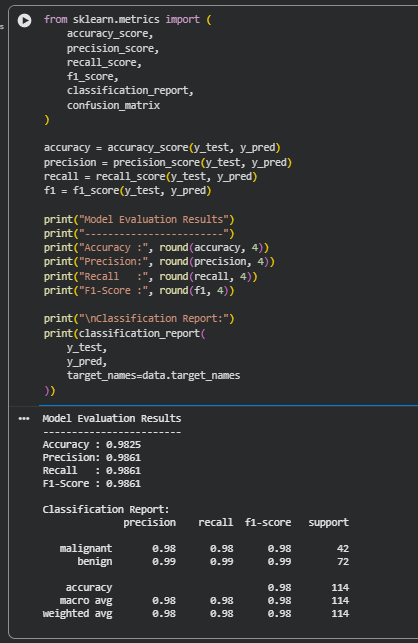 from sklearn.metrics import (
    accuracy_score,
    precision_score,
    recall_score,
    f1_score,
    classification_report,
    confusion_matrix
)

accuracy = accuracy_score(y_test, y_pred)
precision = precision_score(y_test, y_pred)
recall = recall_score(y_test, y_pred)
f1 = f1_score(y_test, y_pred)

print("Model Evaluation Results")
print("------------------------")
print("Accuracy :", round(accuracy, 4))
print("Precision:", round(precision, 4))
print("Recall   :", round(recall, 4))
print("F1-Score :", round(f1, 4))

print("\nClassification Report:")
print(classification_report(
    y_test,
    y_pred,
    target_names=data.target_names
))
Model Evaluation Results
------------------------
Accuracy : 0.9825
Precision: 0.9861
Recall   : 0.9861
F1-Score : 0.9861

Classification Report:
              precision    recall  f1-score   support

   malignant       0.98      0.98      0.98        42
      benign       0.99      0.99      0.99        72

    accuracy                           0.98       114
   macro avg       0.98      0.98      0.98       114
weighted avg       0.98      0.98      0.98       114